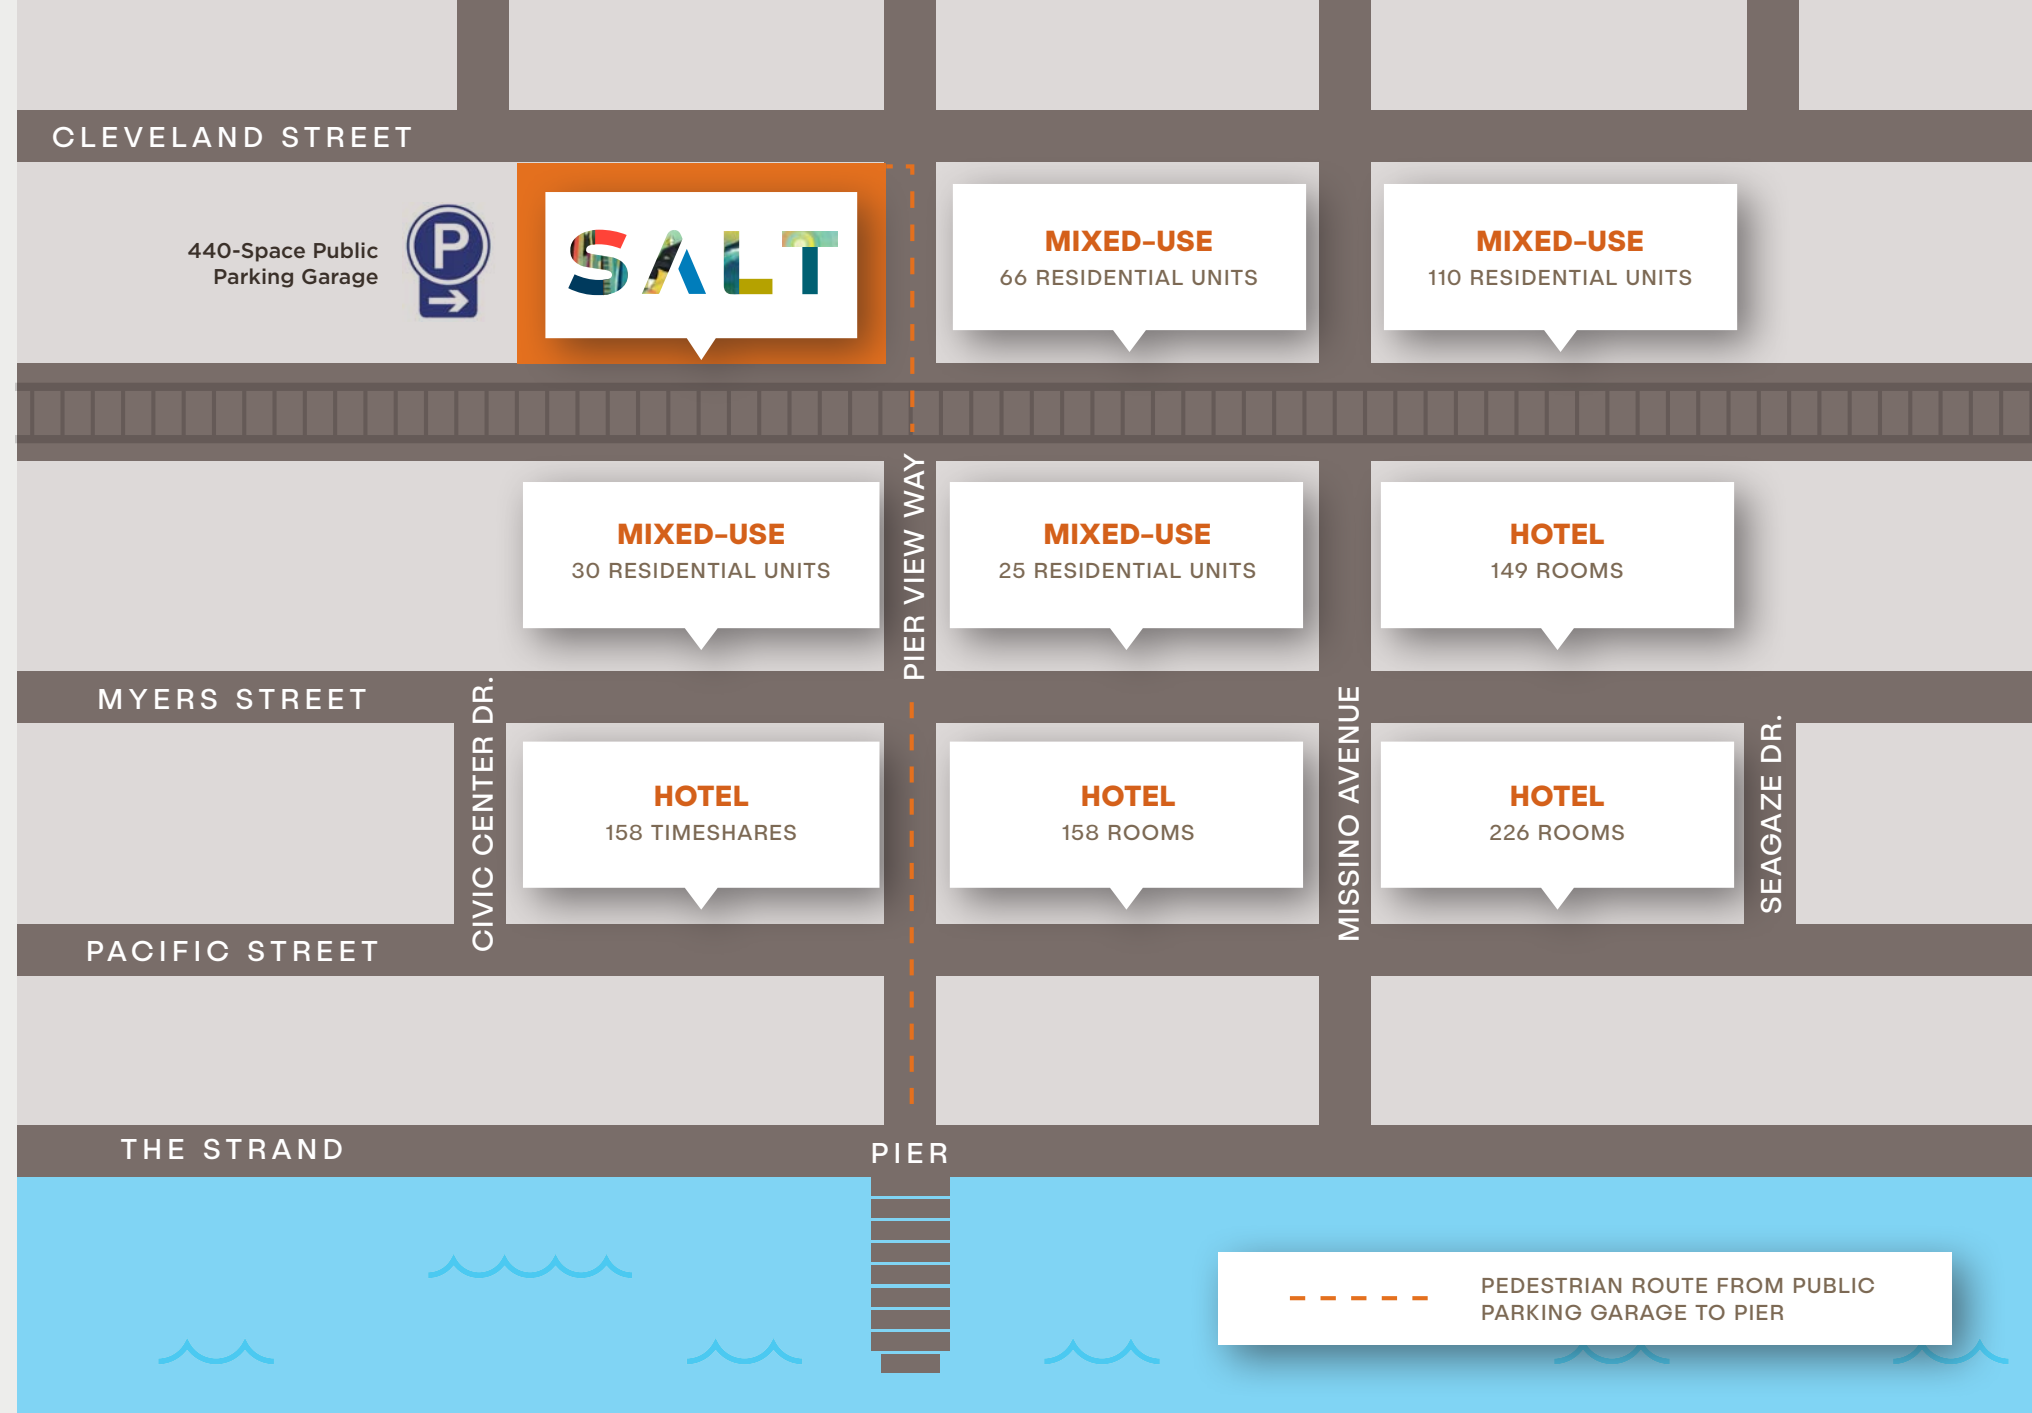 CLEVELAND STREET
440-Space Public
Parking Garage
P
SALT
MIXED-USE
66 RESIDENTIAL UNITS
MIXED-USE
110 RESIDENTIAL UNITS
PIER VIEW WAY
MIXED-USE
30 RESIDENTIAL UNITS
MIXED-USE
25 RESIDENTIAL UNITS
HOTEL
149 ROOMS
MYERS STREET
CIVIC CENTER DR.
HOTEL
158 TIMESHARES
HOTEL
158 ROOMS
MISSINO AVENUE
HOTEL
226 ROOMS
SEAGAZE DR.
PACIFIC STREET
THE STRAND
PIER
PEDESTRIAN ROUTE FROM PUBLIC
PARKING GARAGE TO PIER